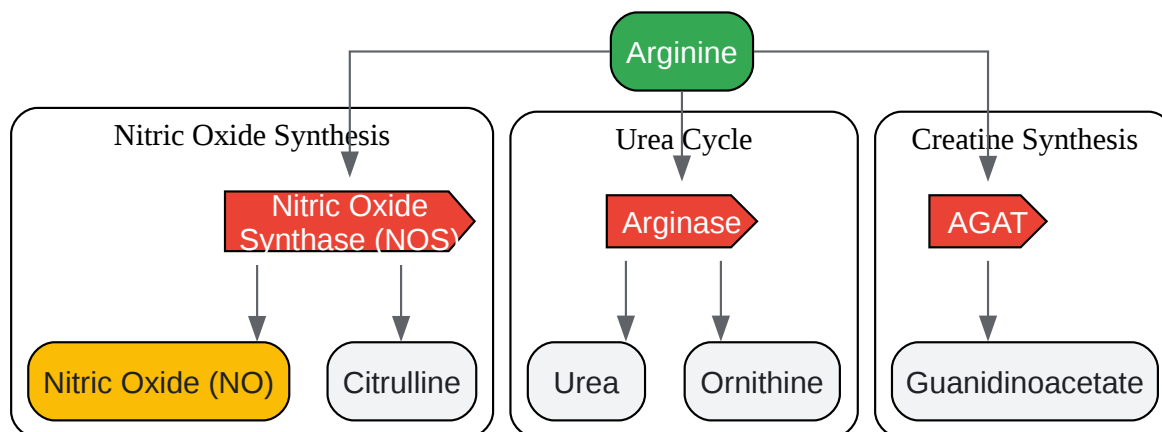 Arginine
Nitric Oxide Synthesis
Urea Cycle
Creatine Synthesis
Nitric Oxide
Synthase (NOS)
Arginase
AGAT
Nitric Oxide (NO)
Citrulline
Urea
Ornithine
Guanidinoacetate